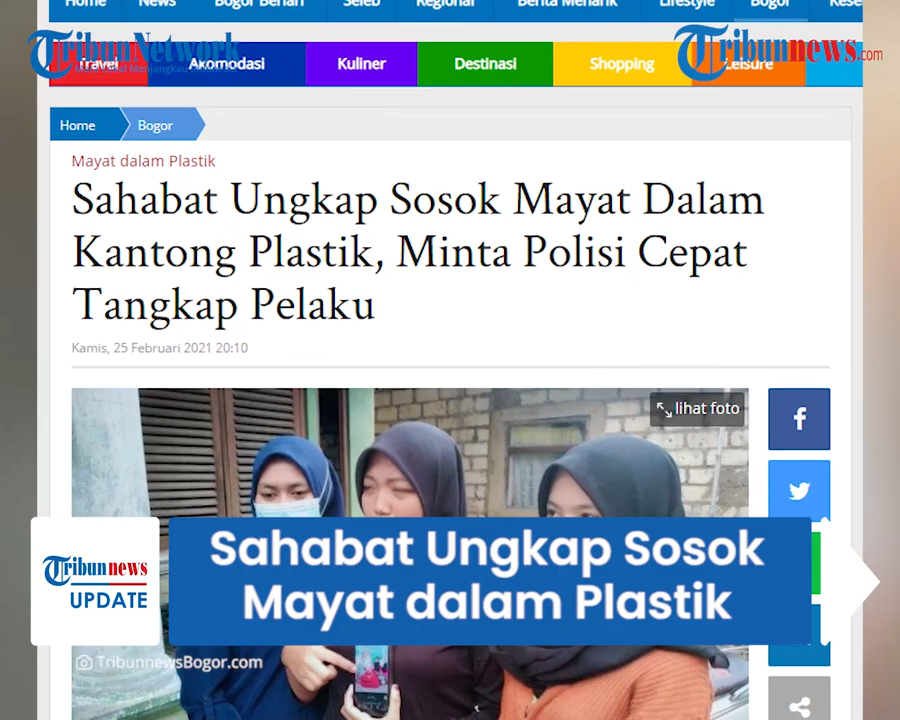 Home News Bogor Berlari Seleb Regional Berita Menarik Lifestyle Bogor
TribunNetwork
Tribunnews.com
Travel Akomodasi Kuliner Destinasi Shopping Leisure
Home Bogor
Mayat dalam Plastik
Sahabat Ungkap Sosok Mayat Dalam
Kantong Plastik, Minta Polisi Cepat
Tangkap Pelaku
Kamis, 25 Februari 2021 20:10
lihat foto
Tribunnews
UPDATE
Sahabat Ungkap Sosok
Mayat dalam Plastik
TribunnewsBogor.com